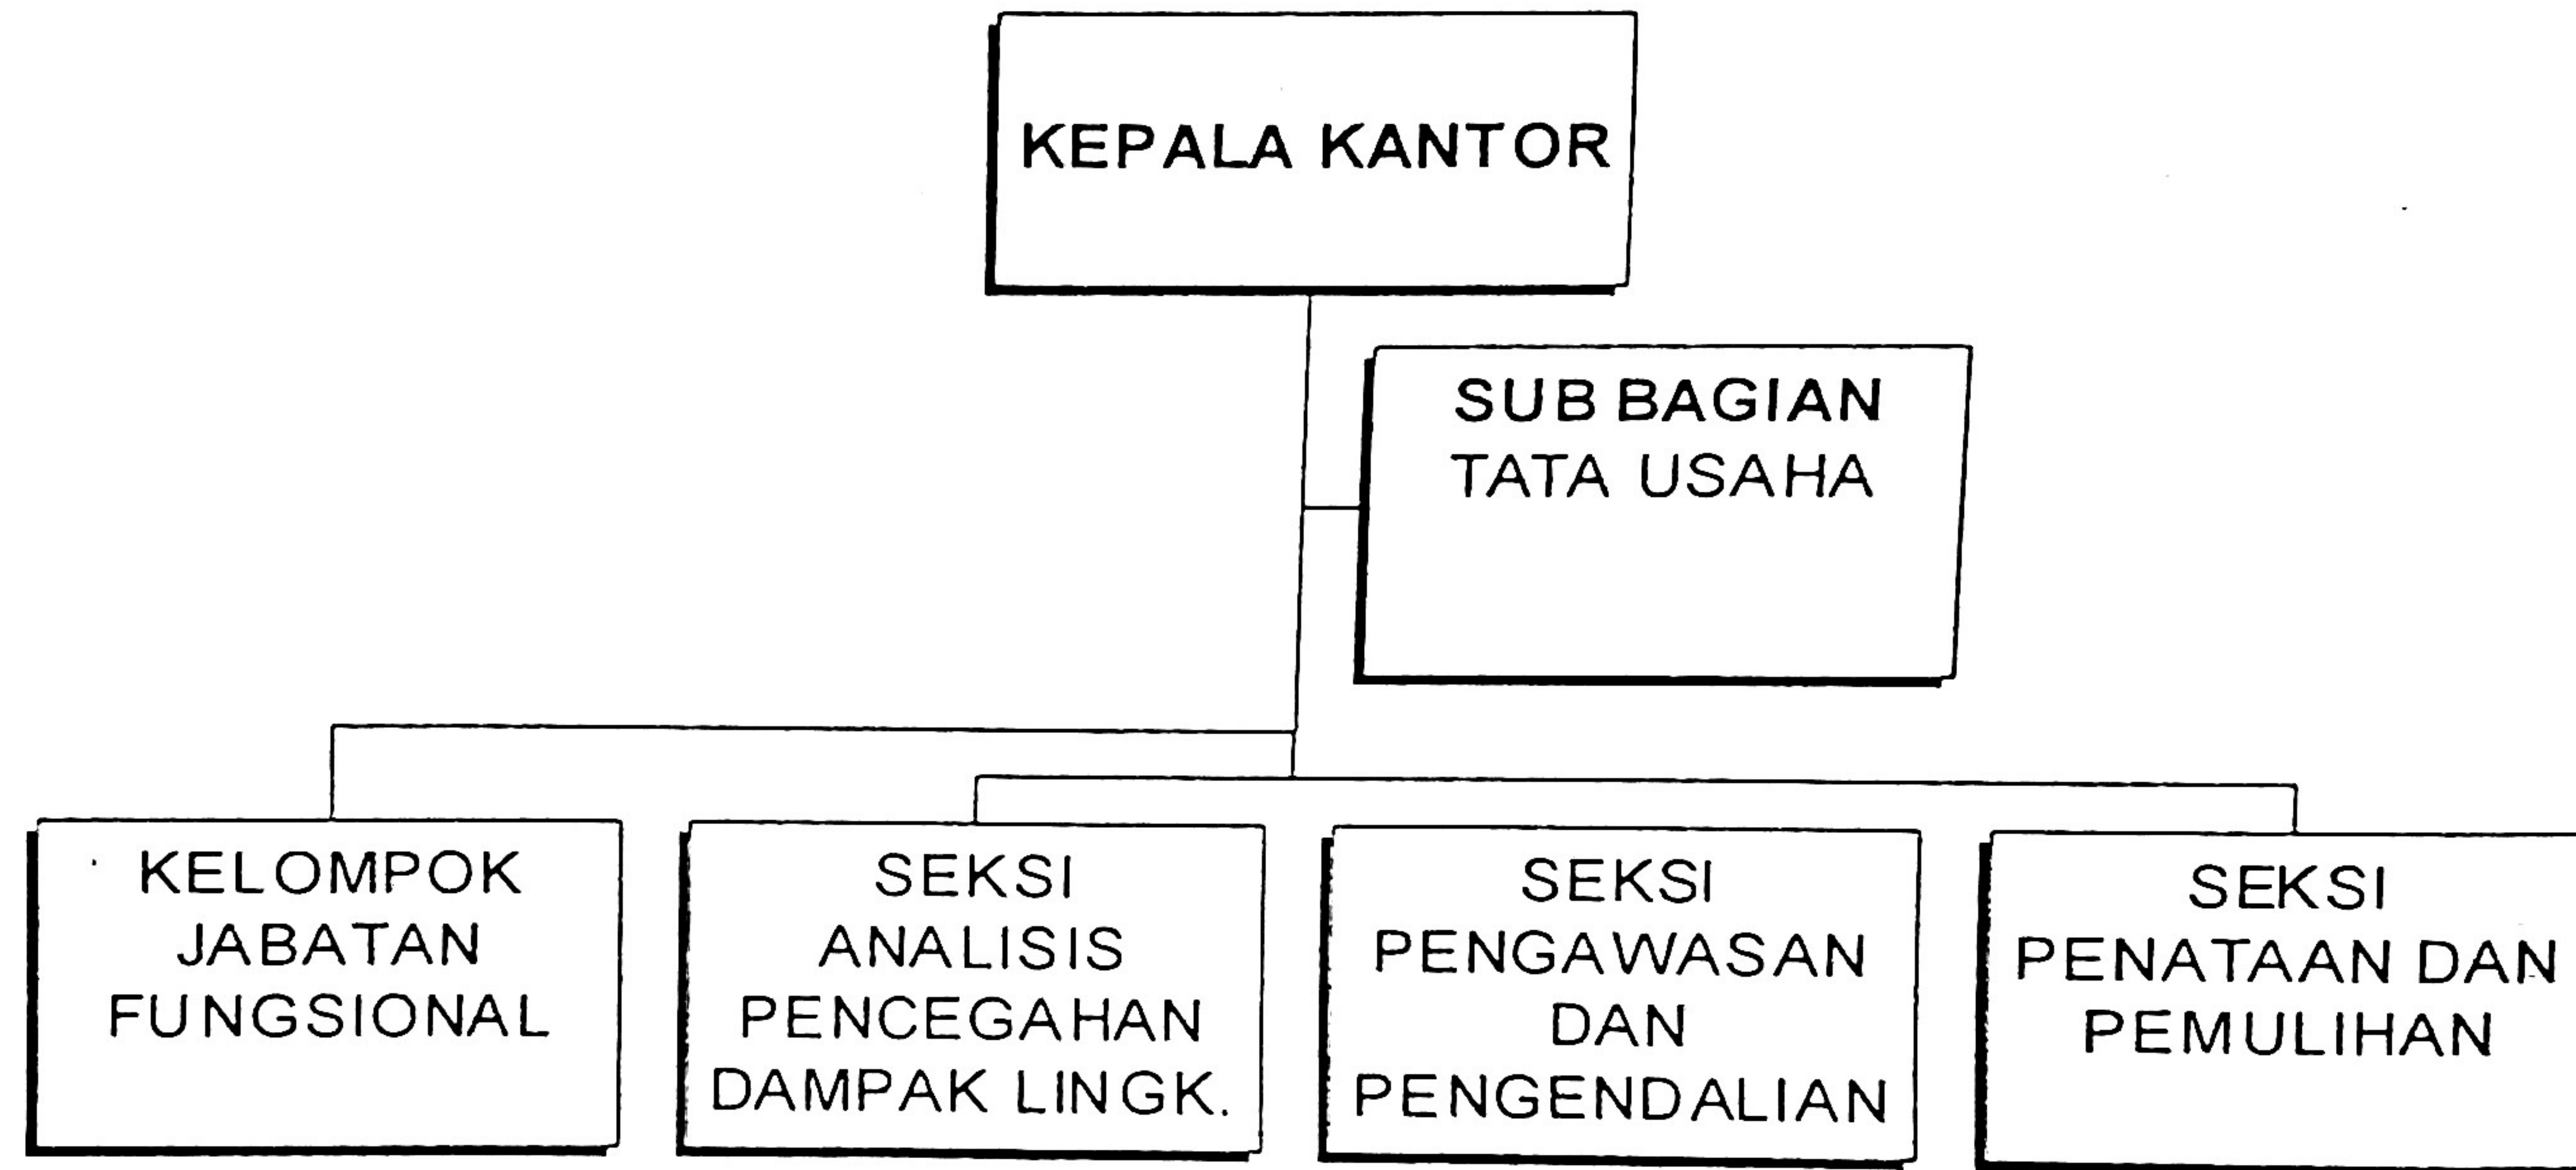 KEPALA KANTOR
SUB BAGIAN
TATA USAHA
KELOMPOK
JABATAN
FUNGSIONAL
SEKSI
ANALISIS
PENCEGAHAN
DAMPAK LINGK.
SEKSI
PENGAWASAN
DAN
PENGENDALIAN
SEKSI
PENATAAN DAN
PEMULIHAN